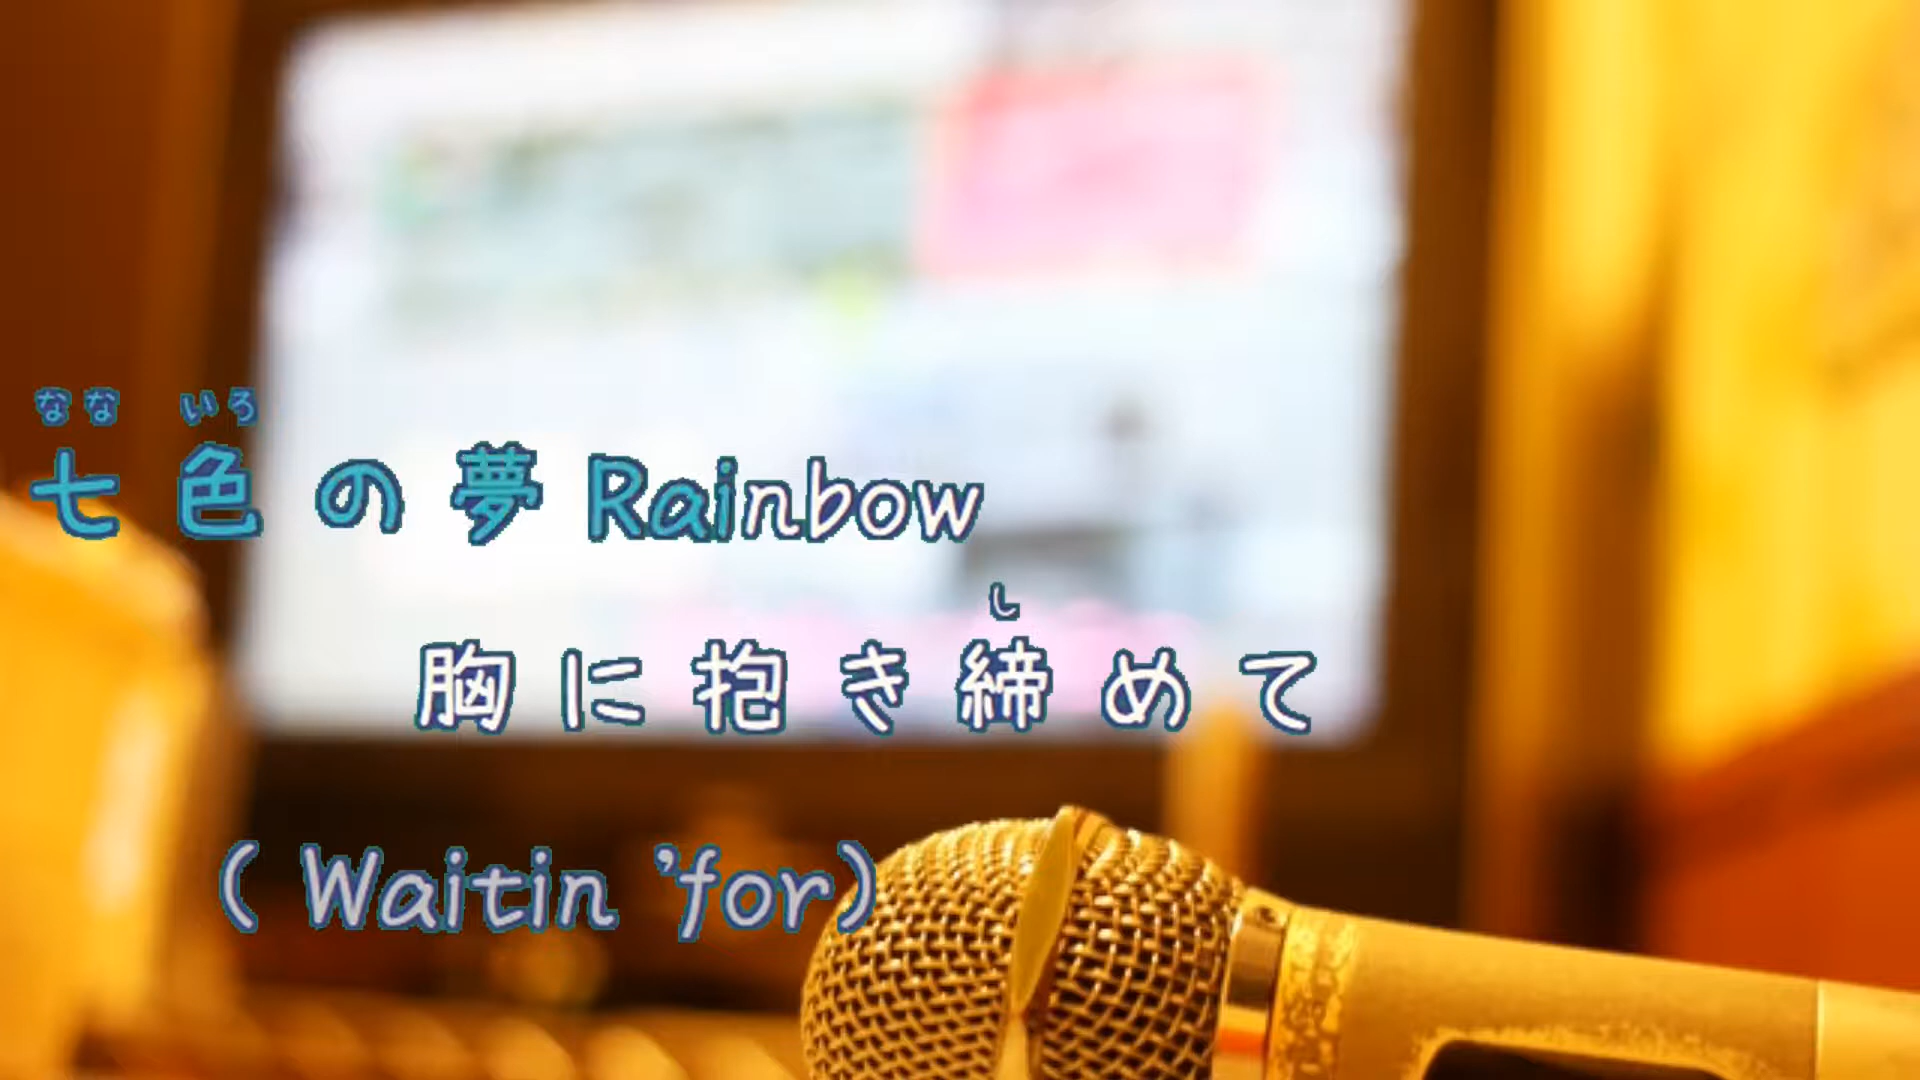 なな いろ
七色の夢 Rainbow
し
胸に抱き締めて
( Waitin 'for)